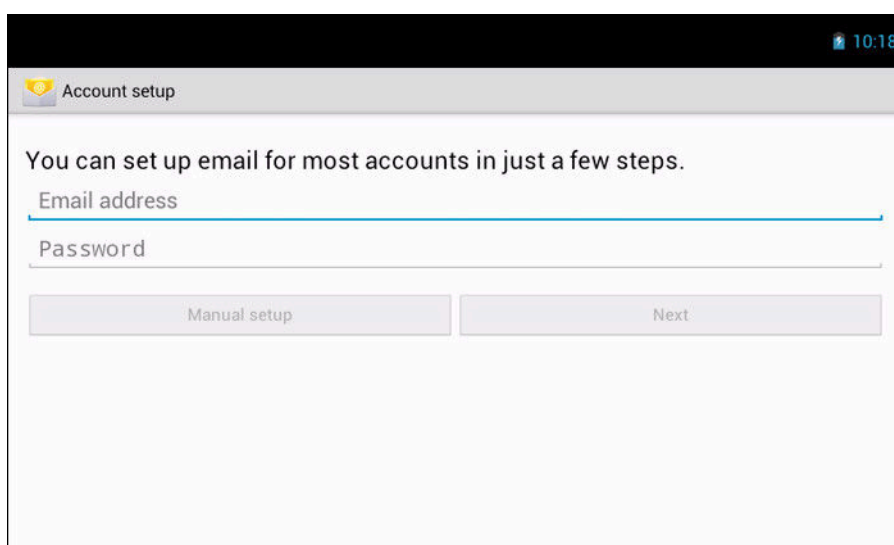 10:18
Account setup
You can set up email for most accounts in just a few steps.
Email address
Password
Manual setup
Next